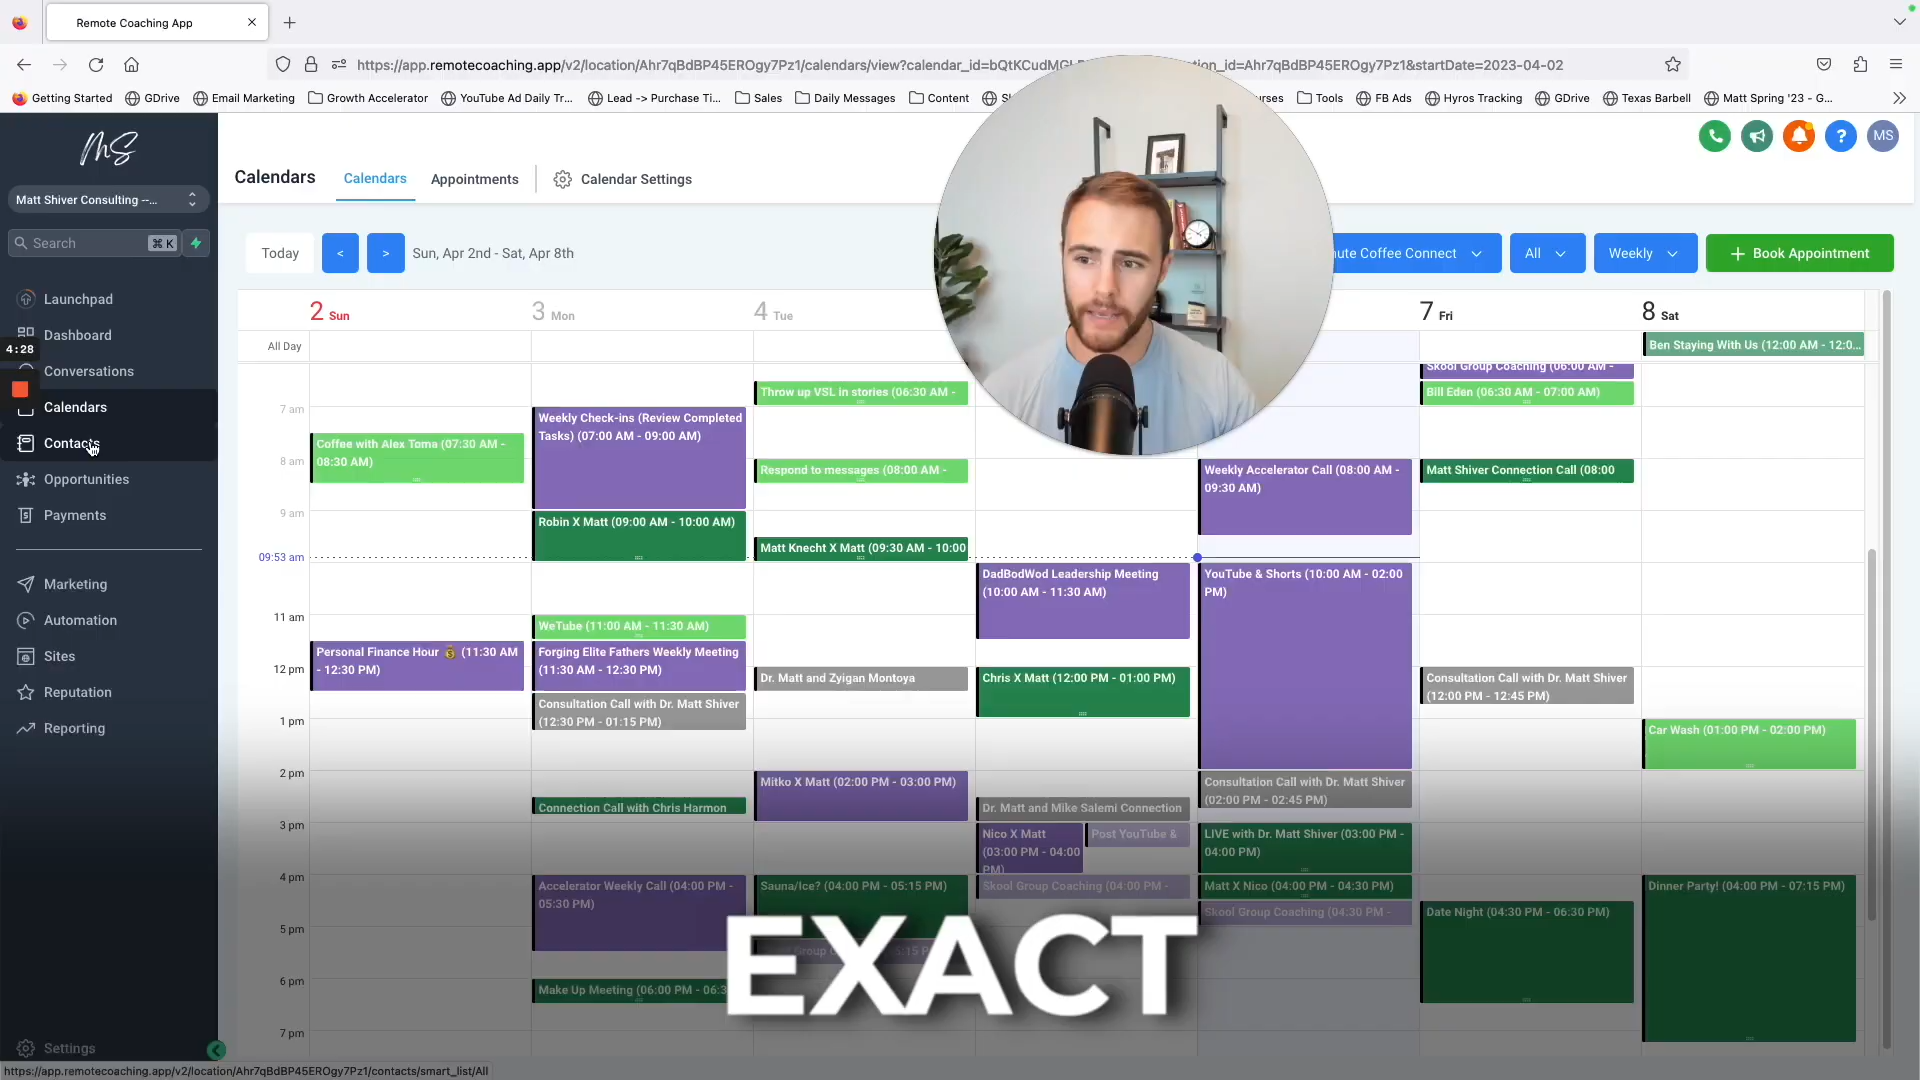 Remote Coaching App
https://app.remotecoaching.app/v2/location/Ahr7qBdBP45EROgy7Pz1/calendars/view?calendar_id=bQtKCudMGL
ion_id=Ahr7qBdBP45EROgy7Pz1&startDate=2023-04-02
Getting Started
GDrive
Email Marketing
Growth Accelerator
YouTube Ad Daily Tr...
Lead -> Purchase Ti...
Sales
Daily Messages
Content
Tools
FB Ads
Hyros Tracking
GDrive
Texas Barbell
Matt Spring '23 - G...
MS
Matt Shiver Consulting --...
Search
⌘ K
Launchpad
Dashboard
4:28
Conversations
Calendars
Contacts
Opportunities
Payments
Marketing
Automation
Sites
Reputation
Reporting
Settings
Calendars
Calendars
Appointments
Calendar Settings
?
MS
Today
<
>
Sun, Apr 2nd - Sat, Apr 8th
ute Coffee Connect
All
Weekly
+ Book Appointment
2 Sun
3 Mon
4 Tue
7 Fri
8 Sat
All Day
7 am
8 am
9 am
09:53 am
11 am
12 pm
1 pm
2 pm
3 pm
4 pm
5 pm
6 pm
7 pm
Coffee with Alex Toma (07:30 AM -
08:30 AM)
Personal Finance Hour 💰 (11:30 AM
- 12:30 PM)
Weekly Check-ins (Review Completed
Tasks) (07:00 AM - 09:00 AM)
Robin X Matt (09:00 AM - 10:00 AM)
WeTube (11:00 AM - 11:30 AM)
Forging Elite Fathers Weekly Meeting
(11:30 AM - 12:30 PM)
Consultation Call with Dr. Matt Shiver
(12:30 PM - 01:15 PM)
Connection Call with Chris Harmon
Accelerator Weekly Call (04:00 PM -
05:30 PM)
Make Up Meeting (06:00 PM - 06:3
Throw up VSL in stories (06:30 AM -
Respond to messages (08:00 AM -
Matt Knecht X Matt (09:30 AM - 10:00
Dr. Matt and Zyigan Montoya
Mitko X Matt (02:00 PM - 03:00 PM)
Sauna/Ice? (04:00 PM - 05:15 PM)
DadBodWod Leadership Meeting
(10:00 AM - 11:30 AM)
Chris X Matt (12:00 PM - 01:00 PM)
Dr. Matt and Mike Salemi Connection
Nico X Matt
(03:00 PM - 04:00
PM)
Post YouTube &
Skool Group Coaching (04:00 PM -
Weekly Accelerator Call (08:00 AM -
09:30 AM)
YouTube & Shorts (10:00 AM - 02:00
PM)
Consultation Call with Dr. Matt Shiver
(02:00 PM - 02:45 PM)
LIVE with Dr. Matt Shiver (03:00 PM -
04:00 PM)
Matt X Nico (04:00 PM - 04:30 PM)
Skool Group Coaching (04:30 PM -
Skool Group Coaching (06:00 AM -
Bill Eden (06:30 AM - 07:00 AM)
Matt Shiver Connection Call (08:00
Consultation Call with Dr. Matt Shiver
(12:00 PM - 12:45 PM)
Date Night (04:30 PM - 06:30 PM)
Ben Staying With Us (12:00 AM - 12:0...
Car Wash (01:00 PM - 02:00 PM)
Dinner Party! (04:00 PM - 07:15 PM)
EXACT
https://app.remotecoaching.app/v2/location/Ahr7qBdBP45EROgy7Pz1/contacts/smart_list/All